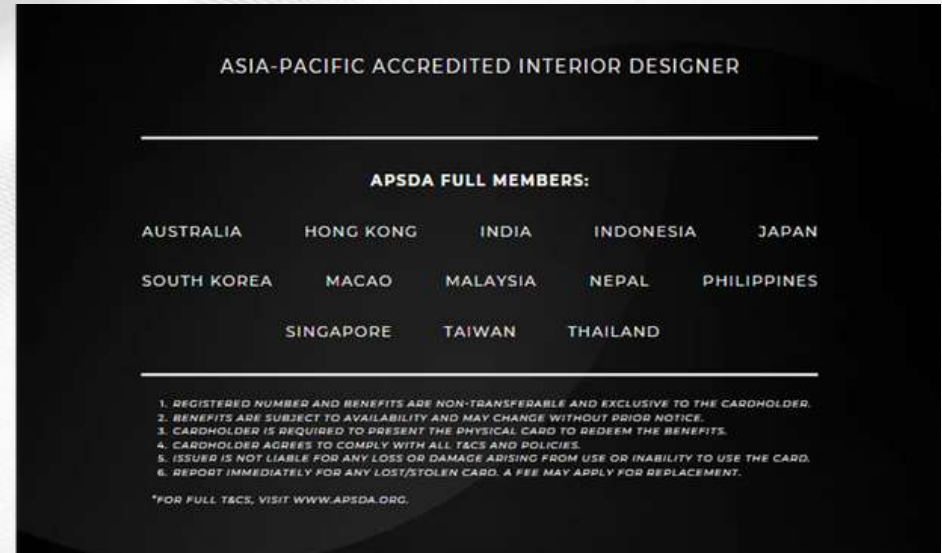 ASIA-PACIFIC ACCREDITED INTERIOR DESIGNER
APSDA FULL MEMBERS:
AUSTRALIA HONG KONG INDIA INDONESIA JAPAN
SOUTH KOREA MACAO MALAYSIA NEPAL PHILIPPINES
SINGAPORE TAIWAN THAILAND
1. REGISTERED NUMBER AND BENEFITS ARE NON-TRANSFERABLE AND EXCLUSIVE TO THE CARDHOLDER.
2. BENEFITS ARE SUBJECT TO AVAILABILITY AND MAY CHANGE WITHOUT PRIOR NOTICE.
3. CARDHOLDER IS REQUIRED TO PRESENT THE PHYSICAL CARD TO REDEEM THE BENEFITS.
4. CARDHOLDER AGREES TO COMPLY WITH ALL T&CS AND POLICIES.
5. ISSUER IS NOT LIABLE FOR ANY LOSS OR DAMAGE ARISING FROM USE OR INABILITY TO USE THE CARD.
6. REPORT IMMEDIATELY FOR ANY LOST/STOLEN CARD. A FEE MAY APPLY FOR REPLACEMENT.
*FOR FULL T&CS, VISIT WWW.APSDA.ORG.